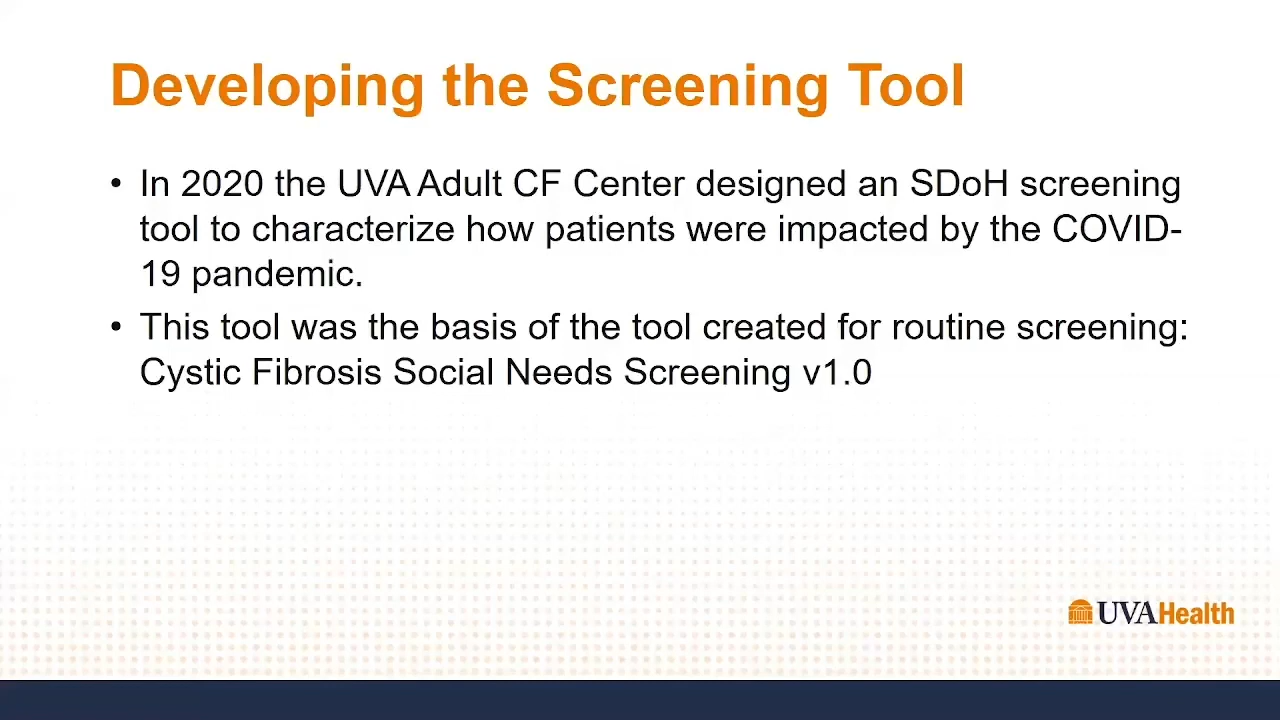 Developing the Screening Tool
• In 2020 the UVA Adult CF Center designed an SDoH screening
tool to characterize how patients were impacted by the COVID-
19 pandemic.
• This tool was the basis of the tool created for routine screening:
Cystic Fibrosis Social Needs Screening v1.0
UVAHealth